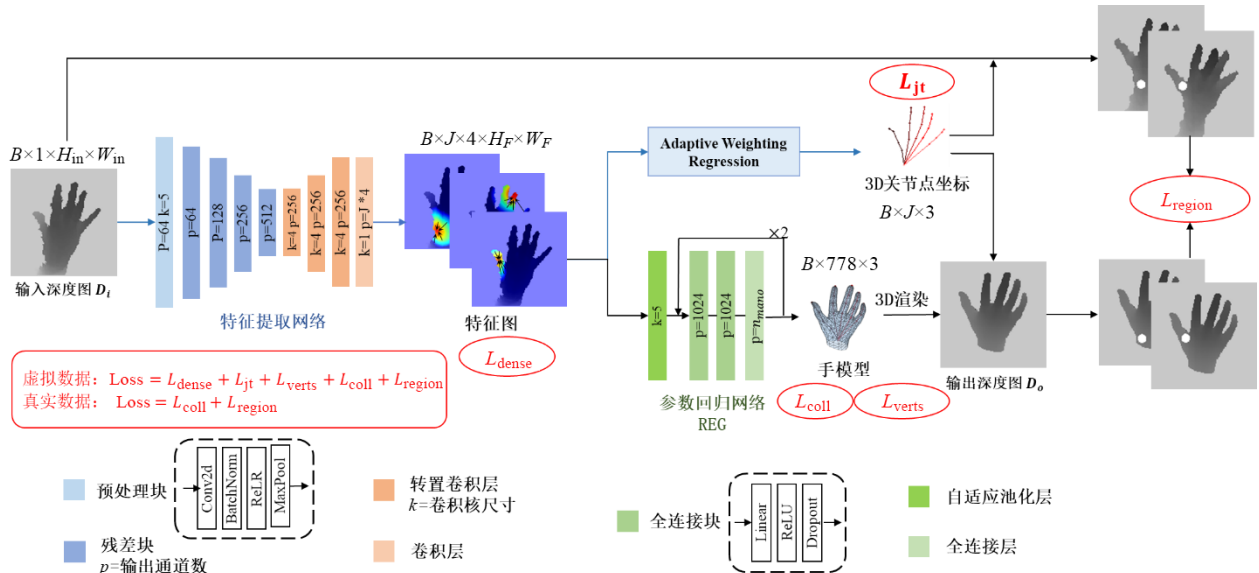 B×1×H_in×W_in
输入深度图 D_i
P=64 k=5
p=64
P=128
p=256
p=512
k=4 p=256
k=4 p=256
k=4 p=256
k=1 p=J *4
特征提取网络
B×J×4×H_F×W_F
特征图
L_dense
Adaptive Weighting
Regression
L_jt
3D关节点坐标
B×J×3
L_region
×2
k=5
p=1024
p=1024
p=n_mano
参数回归网络
REG
B×778×3
手模型
3D渲染
L_coll
L_verts
输出深度图 D_o
虚拟数据: Loss = L_dense + L_jt + L_verts + L_coll + L_region
真实数据: Loss = L_coll + L_region
预处理块
Conv2d
BatchNorm
ReLR
MaxPool
残差块
p=输出通道数
转置卷积层
k=卷积核尺寸
卷积层
全连接块
Linear
ReLU
Dropout
自适应池化层
全连接层